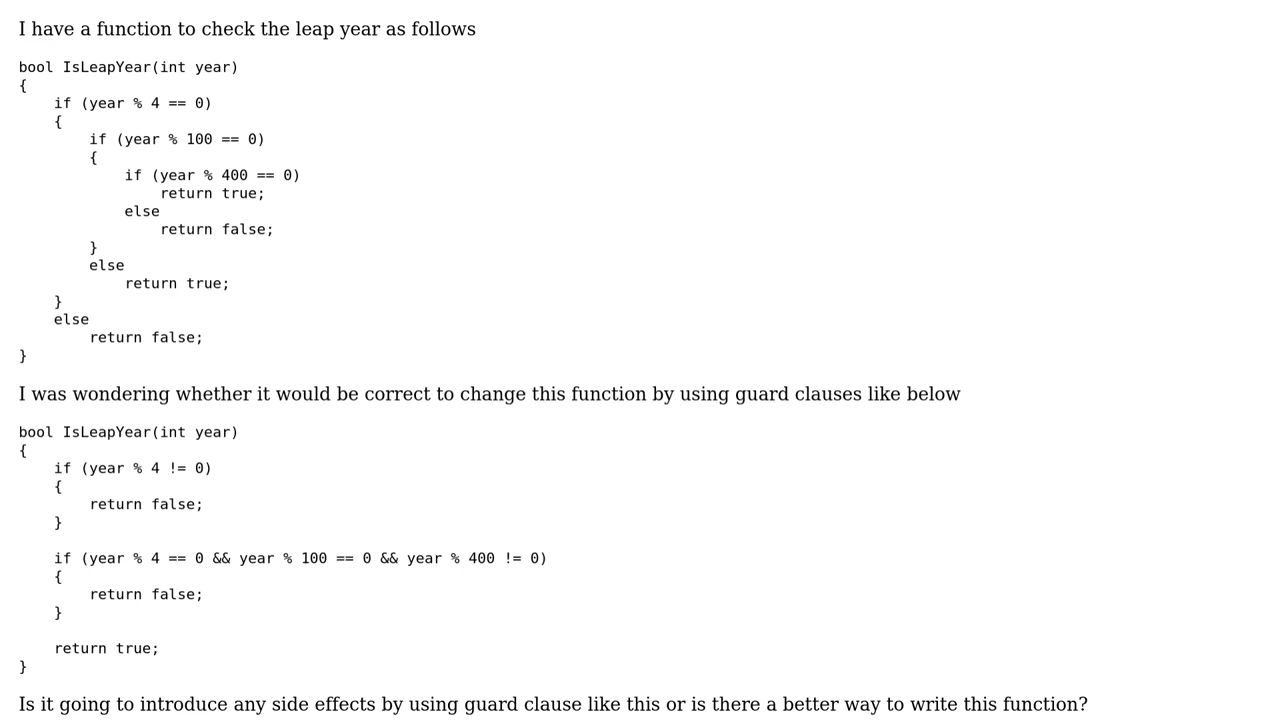 I have a function to check the leap year as follows
bool IsLeapYear(int year)
{
    if (year % 4 == 0)
    {
        if (year % 100 == 0)
        {
            if (year % 400 == 0)
                return true;
            else
                return false;
        }
        else
            return true;
    }
    else
        return false;
}
I was wondering whether it would be correct to change this function by using guard clauses like below
bool IsLeapYear(int year)
{
    if (year % 4 != 0)
    {
        return false;
    }
    if (year % 4 == 0 && year % 100 == 0 && year % 400 != 0)
    {
        return false;
    }
    return true;
}
Is it going to introduce any side effects by using guard clause like this or is there a better way to write this function?